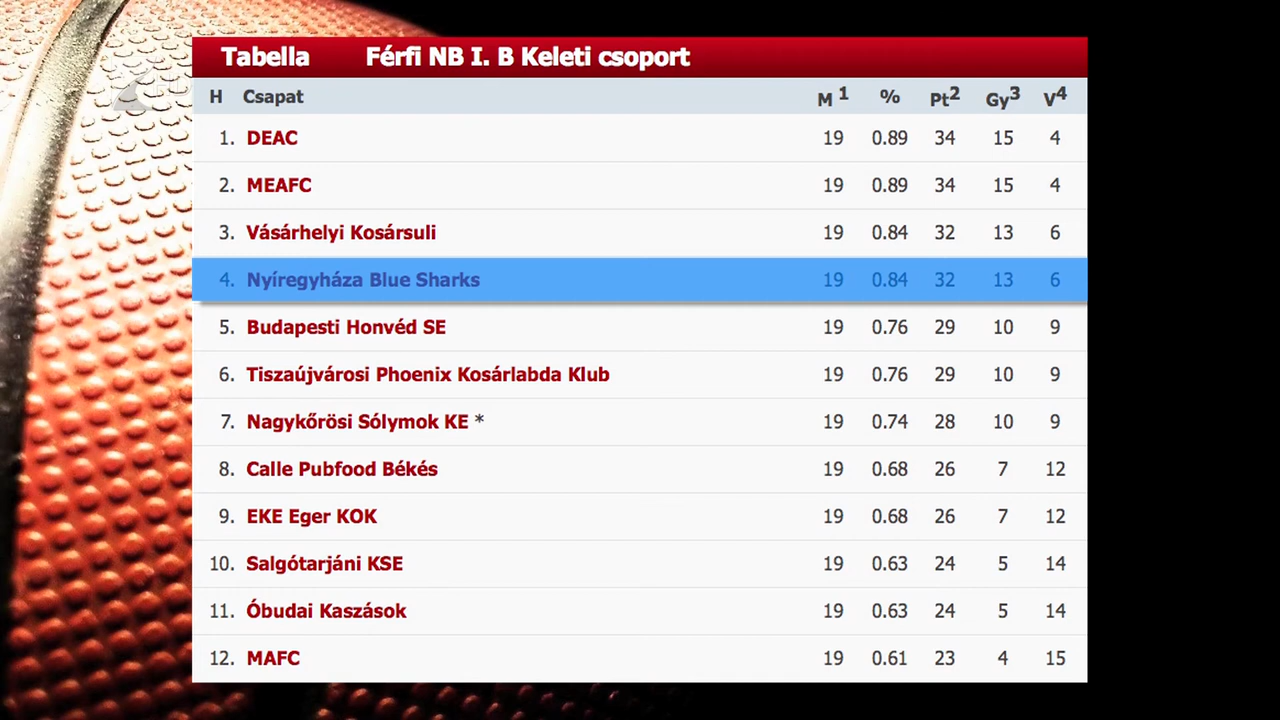 Tabella Férfi NB I. B Keleti csoport
H Csapat M 1 % Pt2 Gy3 V4
1. DEAC 19 0.89 34 15 4
2. MEAFC 19 0.89 34 15 4
3. Vásárhelyi Kosársuli 19 0.84 32 13 6
4. Nyíregyháza Blue Sharks 19 0.84 32 13 6
5. Budapesti Honvéd SE 19 0.76 29 10 9
6. Tiszaújvárosi Phoenix Kosárlabda Klub 19 0.76 29 10 9
7. Nagykőrösi Sólymok KE * 19 0.74 28 10 9
8. Calle Pubfood Békés 19 0.68 26 7 12
9. EKE Eger KOK 19 0.68 26 7 12
10. Salgótarjáni KSE 19 0.63 24 5 14
11. Óbudai Kaszások 19 0.63 24 5 14
12. MAFC 19 0.61 23 4 15